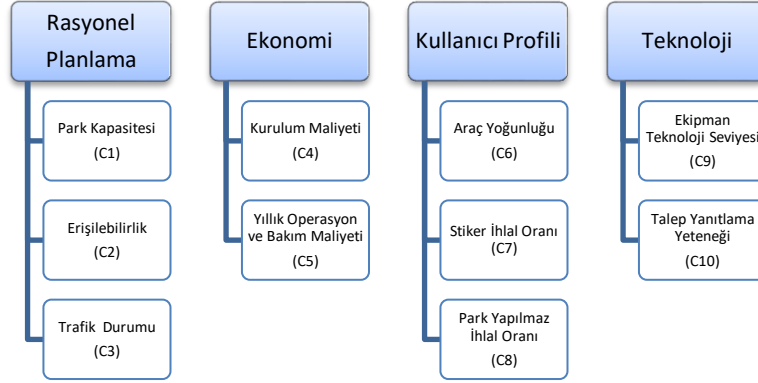 Rasyonel
Planlama
Park Kapasitesi
(C1)
Erişilebilirlik
(C2)
Trafik Durumu
(C3)
Ekonomi
Kurulum Maliyeti
(C4)
Yıllık Operasyon
ve Bakım Maliyeti
(C5)
Kullanıcı Profili
Araç Yoğunluğu
(C6)
Stiker İhlal Oranı
(C7)
Park Yapılmaz
İhlal Oranı
(C8)
Teknoloji
Ekipman
Teknoloji Seviyesi
(C9)
Talep Yanıtlama
Yeteneği
(C10)